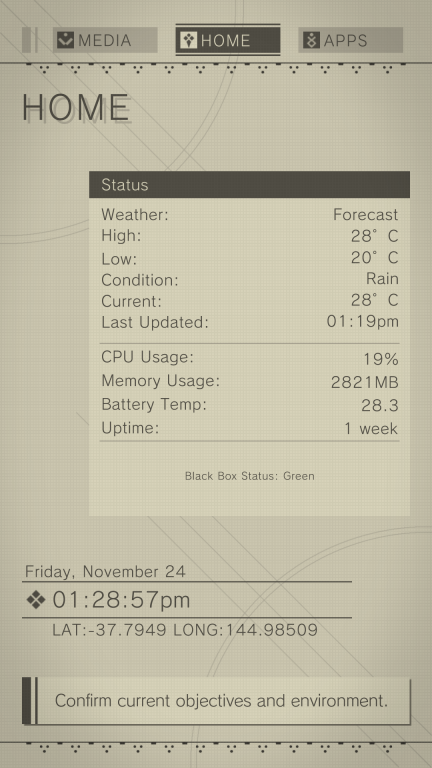 MEDIA HOME APPS
HOME
Status
Weather: Forecast
High: 28° C
Low: 20° C
Condition: Rain
Current: 28° C
Last Updated: 01:19pm
CPU Usage: 19%
Memory Usage: 2821MB
Battery Temp: 28.3
Uptime: 1 week
Black Box Status: Green
Friday, November 24
01:28:57pm
LAT:-37.7949 LONG:144.98509
Confirm current objectives and environment.